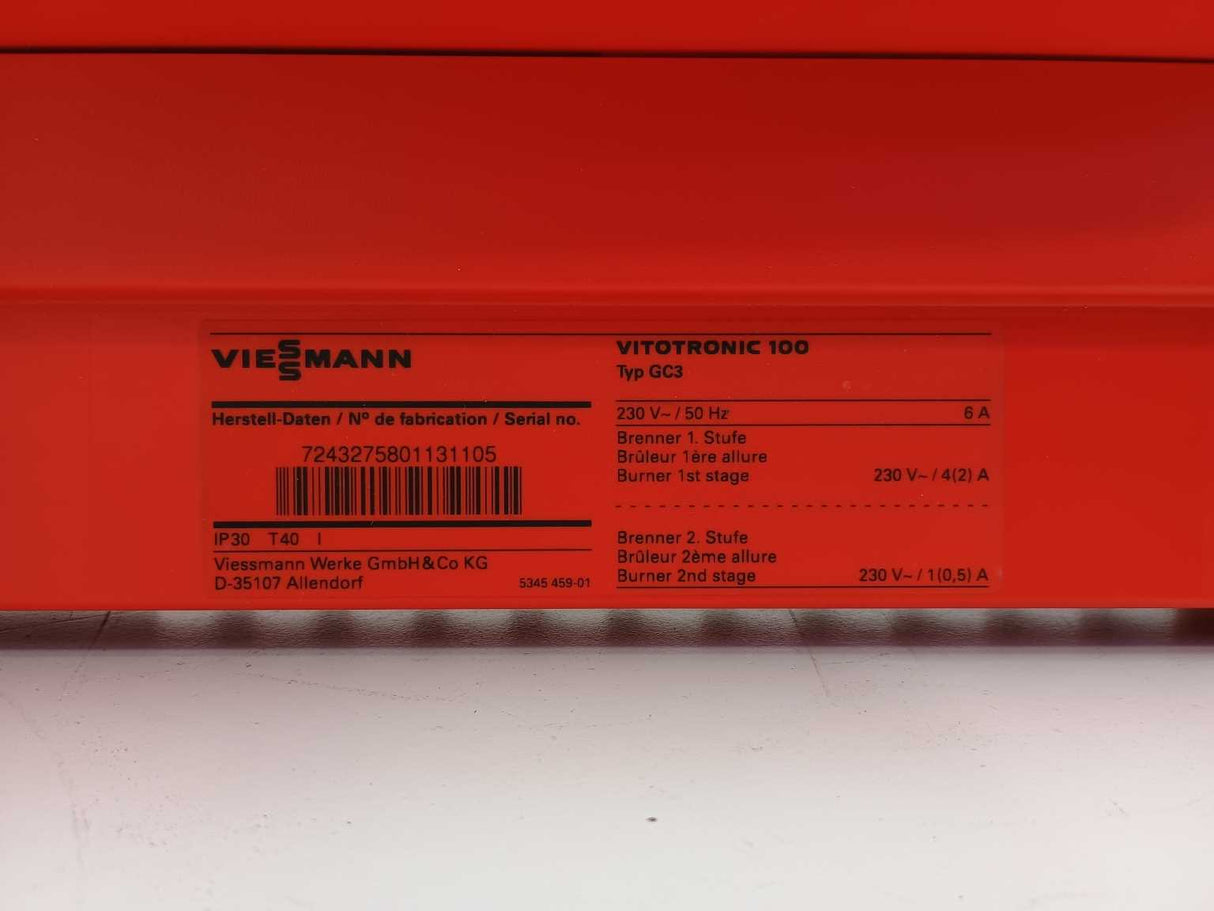 VIESSMANN
Herstell-Daten / Nº de fabrication / Serial no.
7243275801131105
IP30 T40 I
Viessmann Werke GmbH&Co KG
D-35107 Allendorf 5345 459-01
VITOTRONIC 100
Typ GC3
230 V~ / 50 Hz 6 A
Brenner 1. Stufe
Brûleur 1ère allure
Burner 1st stage 230 V~ / 4(2) A
Brenner 2. Stufe
Brûleur 2ème allure
Burner 2nd stage 230 V~ / 1(0,5) A